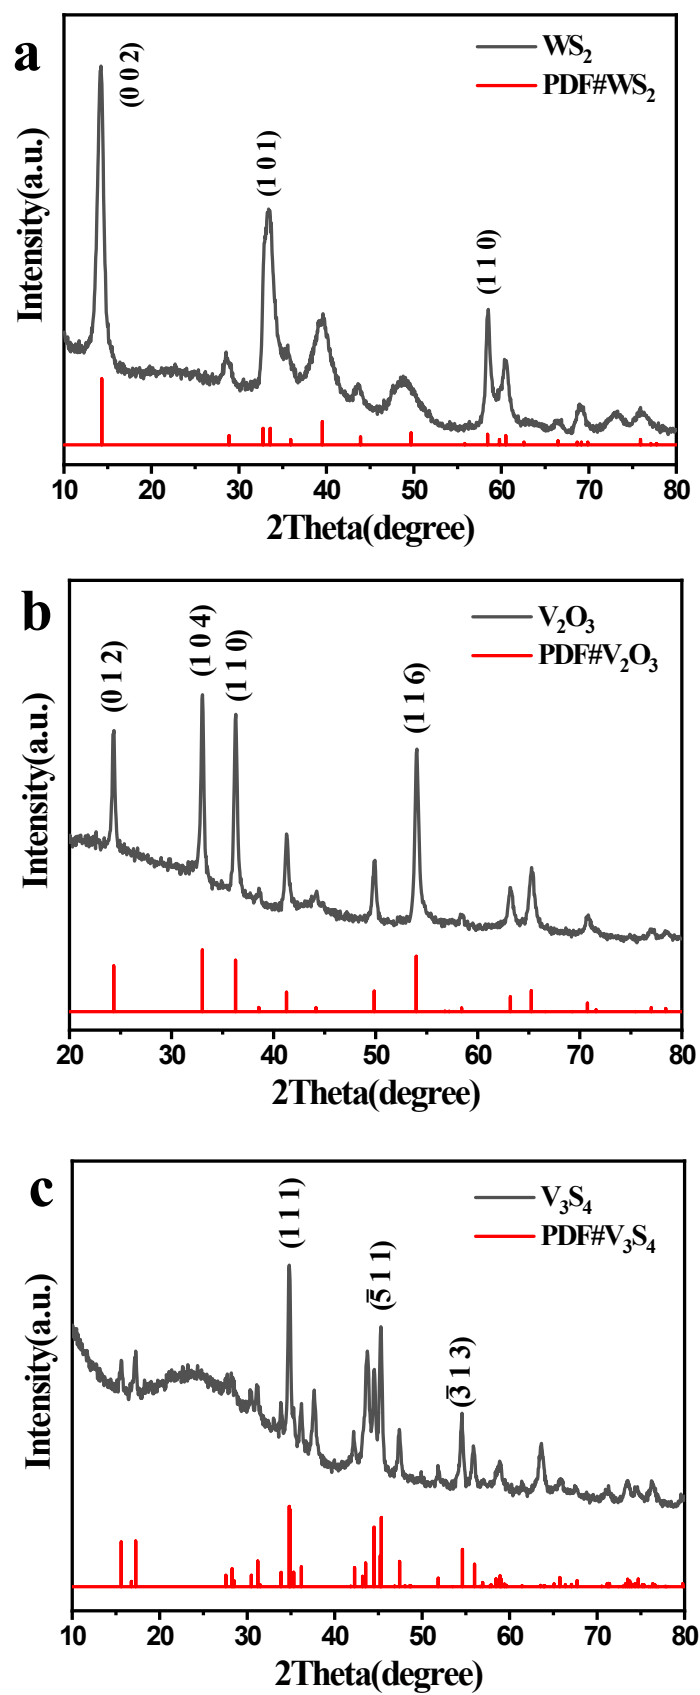 a
WS₂
PDF#WS₂
(0 0 2)
(1 0 1)
(1 1 0)
Intensity(a.u.)
10 20 30 40 50 60 70 80
2Theta(degree)
b
V₂O₃
PDF#V₂O₃
(0 1 2)
(1 0 4)
(1 1 0)
(1 1 6)
Intensity(a.u.)
20 30 40 50 60 70 80
2Theta(degree)
c
V₃S₄
PDF#V₃S₄
(1 1 1)
(5̅ 1 1)
(3̅ 1 3)
Intensity(a.u.)
10 20 30 40 50 60 70 80
2Theta(degree)